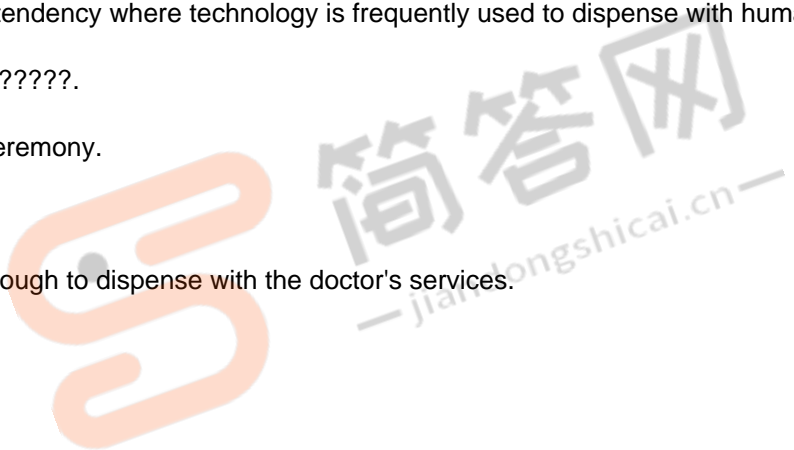 tendency where technology is frequently used to dispense with
??????.
eremony.
ough to dispense with the doctor's services.
简答网
jiandongshicai.cn